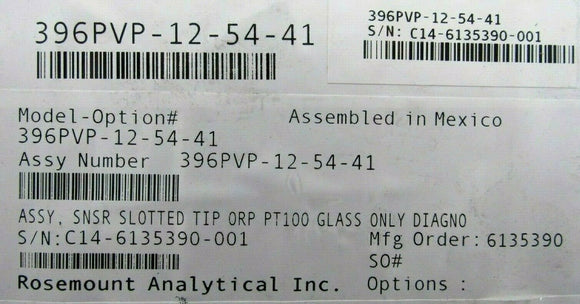 396PVP-12-54-41
396PVP-12-54-41
S/N: C14-6135390-001
Model-Option# Assembled in Mexico
396PVP-12-54-41
Assy Number 396PVP-12-54-41
ASSY, SNSR SLOTTED TIP ORP PT100 GLASS ONLY DIAGNO
S/N:C14-6135390-001 Mfg Order: 6135390
SO#
Rosemount Analytical Inc. Options :